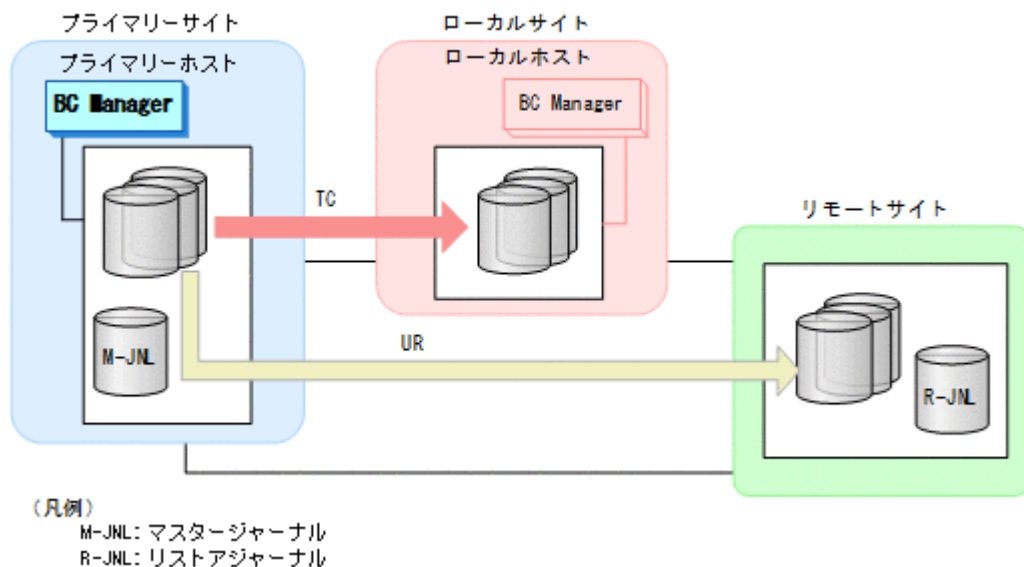 プライマリーサイト
ローカルサイト
プライマリーホスト
ローカルホスト
BC Manager
BC Manager
TC
リモートサイト
UR
M-JNL
R-JNL
(凡例)
M-JNL: マスタージャーナル
R-JNL: リストアジャーナル